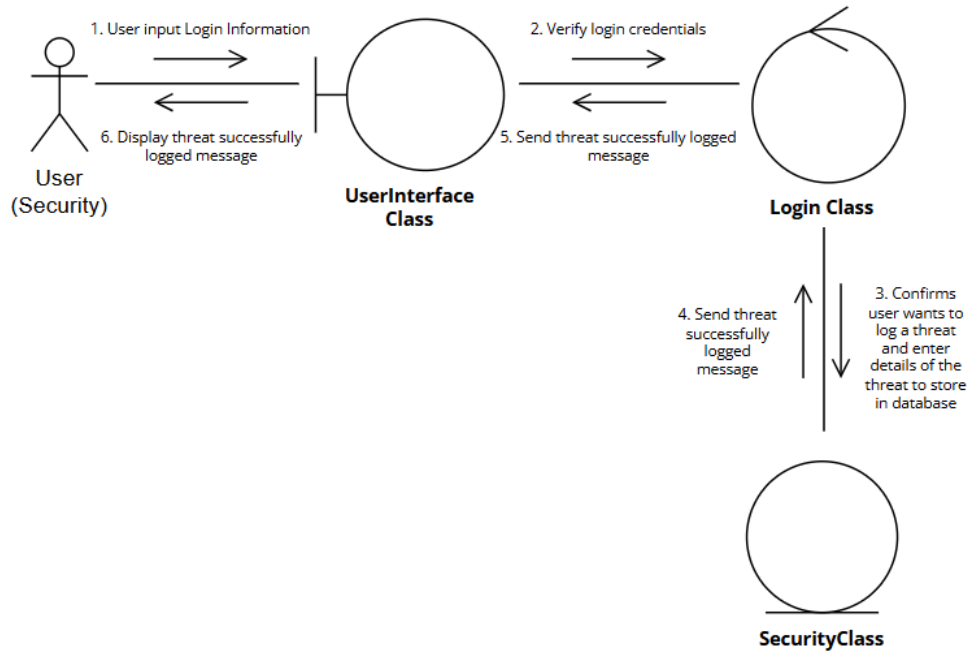 1. User input Login Information
2. Verify login credentials
6. Display threat successfully
logged message
5. Send threat successfully logged
message
User
(Security)
UserInterface
Class
Login Class
4. Send threat
successfully
logged
message
3. Confirms
user wants to
log a threat
and enter
details of the
threat to store
in database
SecurityClass